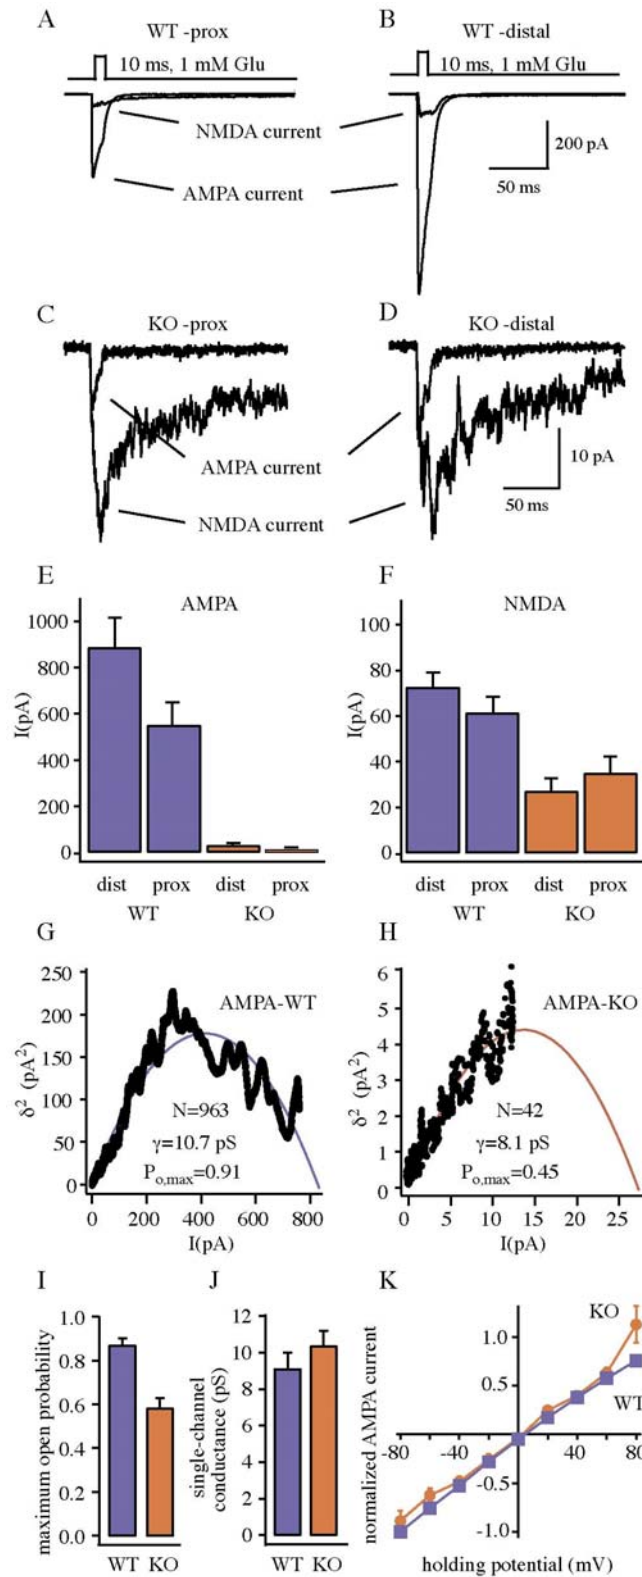 A
WT -prox
10 ms, 1 mM Glu
B
WT -distal
10 ms, 1 mM Glu
NMDA current
AMPA current
200 pA
50 ms
C
KO -prox
D
KO -distal
AMPA current
NMDA current
10 pA
50 ms
E
AMPA
I(pA)
1000
800
600
400
200
0
dist prox dist prox
WT KO
F
NMDA
I(pA)
100
80
60
40
20
0
dist prox dist prox
WT KO
G
AMPA-WT
δ² (pA²)
250
200
150
100
50
0
N=963
γ=10.7 pS
Po,max=0.91
0 200 400 600 800
I(pA)
H
AMPA-KO
δ² (pA²)
6
5
4
3
2
1
0
N=42
γ=8.1 pS
Po,max=0.45
0 5 10 15 20 25
I(pA)
I
maximum open probability
1.0
0.8
0.6
0.4
0.2
0.0
WT KO
J
single-channel
conductance (pS)
12
10
8
6
4
2
0
WT KO
K
normalized AMPA current
KO
WT
1.0
0.5
-80 -40 40 80
-0.5
-1.0
holding potential (mV)